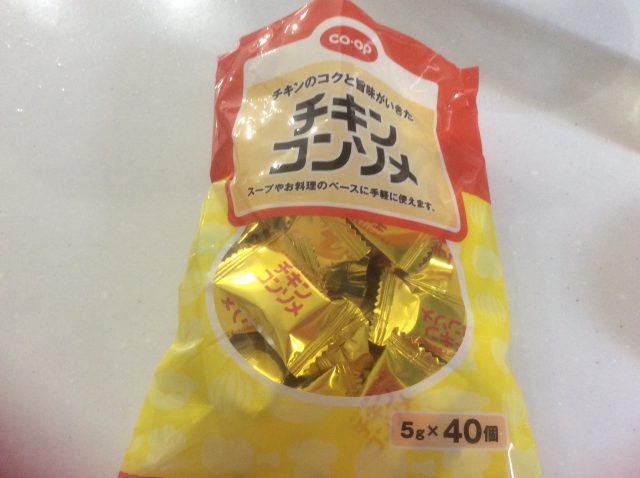 co·op
チキンのコクと旨味がいきた
チキン
コンソメ
スープやお料理のベースに手軽に使えます。
チキン
コンソメ
5g×40個